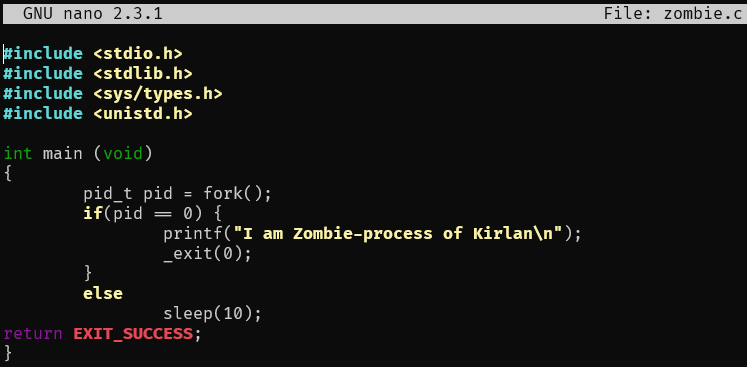 GNU nano 2.3.1 File: zombie.c
#include <stdio.h>
#include <stdlib.h>
#include <sys/types.h>
#include <unistd.h>
int main (void)
{
pid_t pid = fork();
if(pid == 0) {
printf("I am Zombie-process of Kirlan\n");
_exit(0);
}
else
sleep(10);
return EXIT_SUCCESS;
}